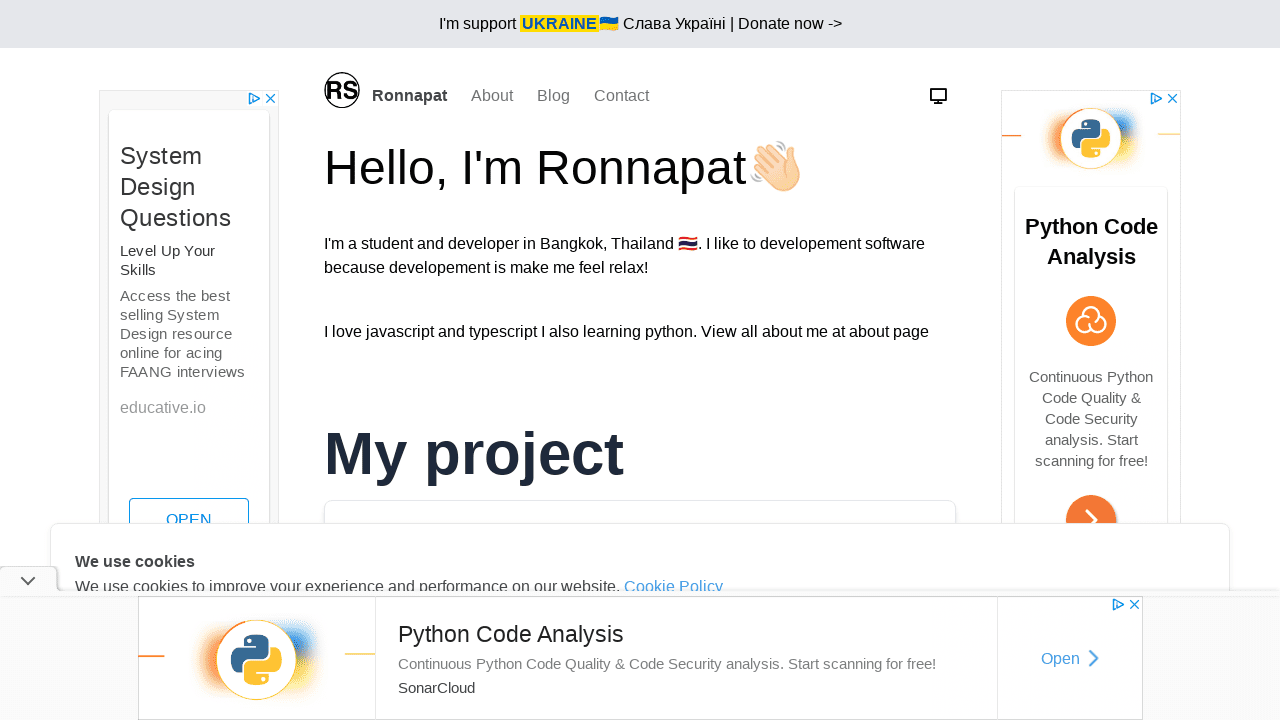 I'm support UKRAINE🇺🇦 Слава Україні | Donate now ->
RS
Ronnapat
About
Blog
Contact
Hello, I'm Ronnapat👋🏻
I'm a student and developer in Bangkok, Thailand 🇹🇭. I like to developement software
because developement is make me feel relax!
I love javascript and typescript I also learning python. View all about me at about page
My project
System
Design
Questions
Level Up Your
Skills
Access the best
selling System
Design resource
online for acing
FAANG interviews
educative.io
OPEN
Python Code
Analysis
Continuous Python
Code Quality &
Code Security
analysis. Start
scanning for free!
We use cookies
We use cookies to improve your experience and performance on our website. Cookie Policy
Python Code Analysis
Continuous Python Code Quality & Code Security analysis. Start scanning for free!
SonarCloud
Open